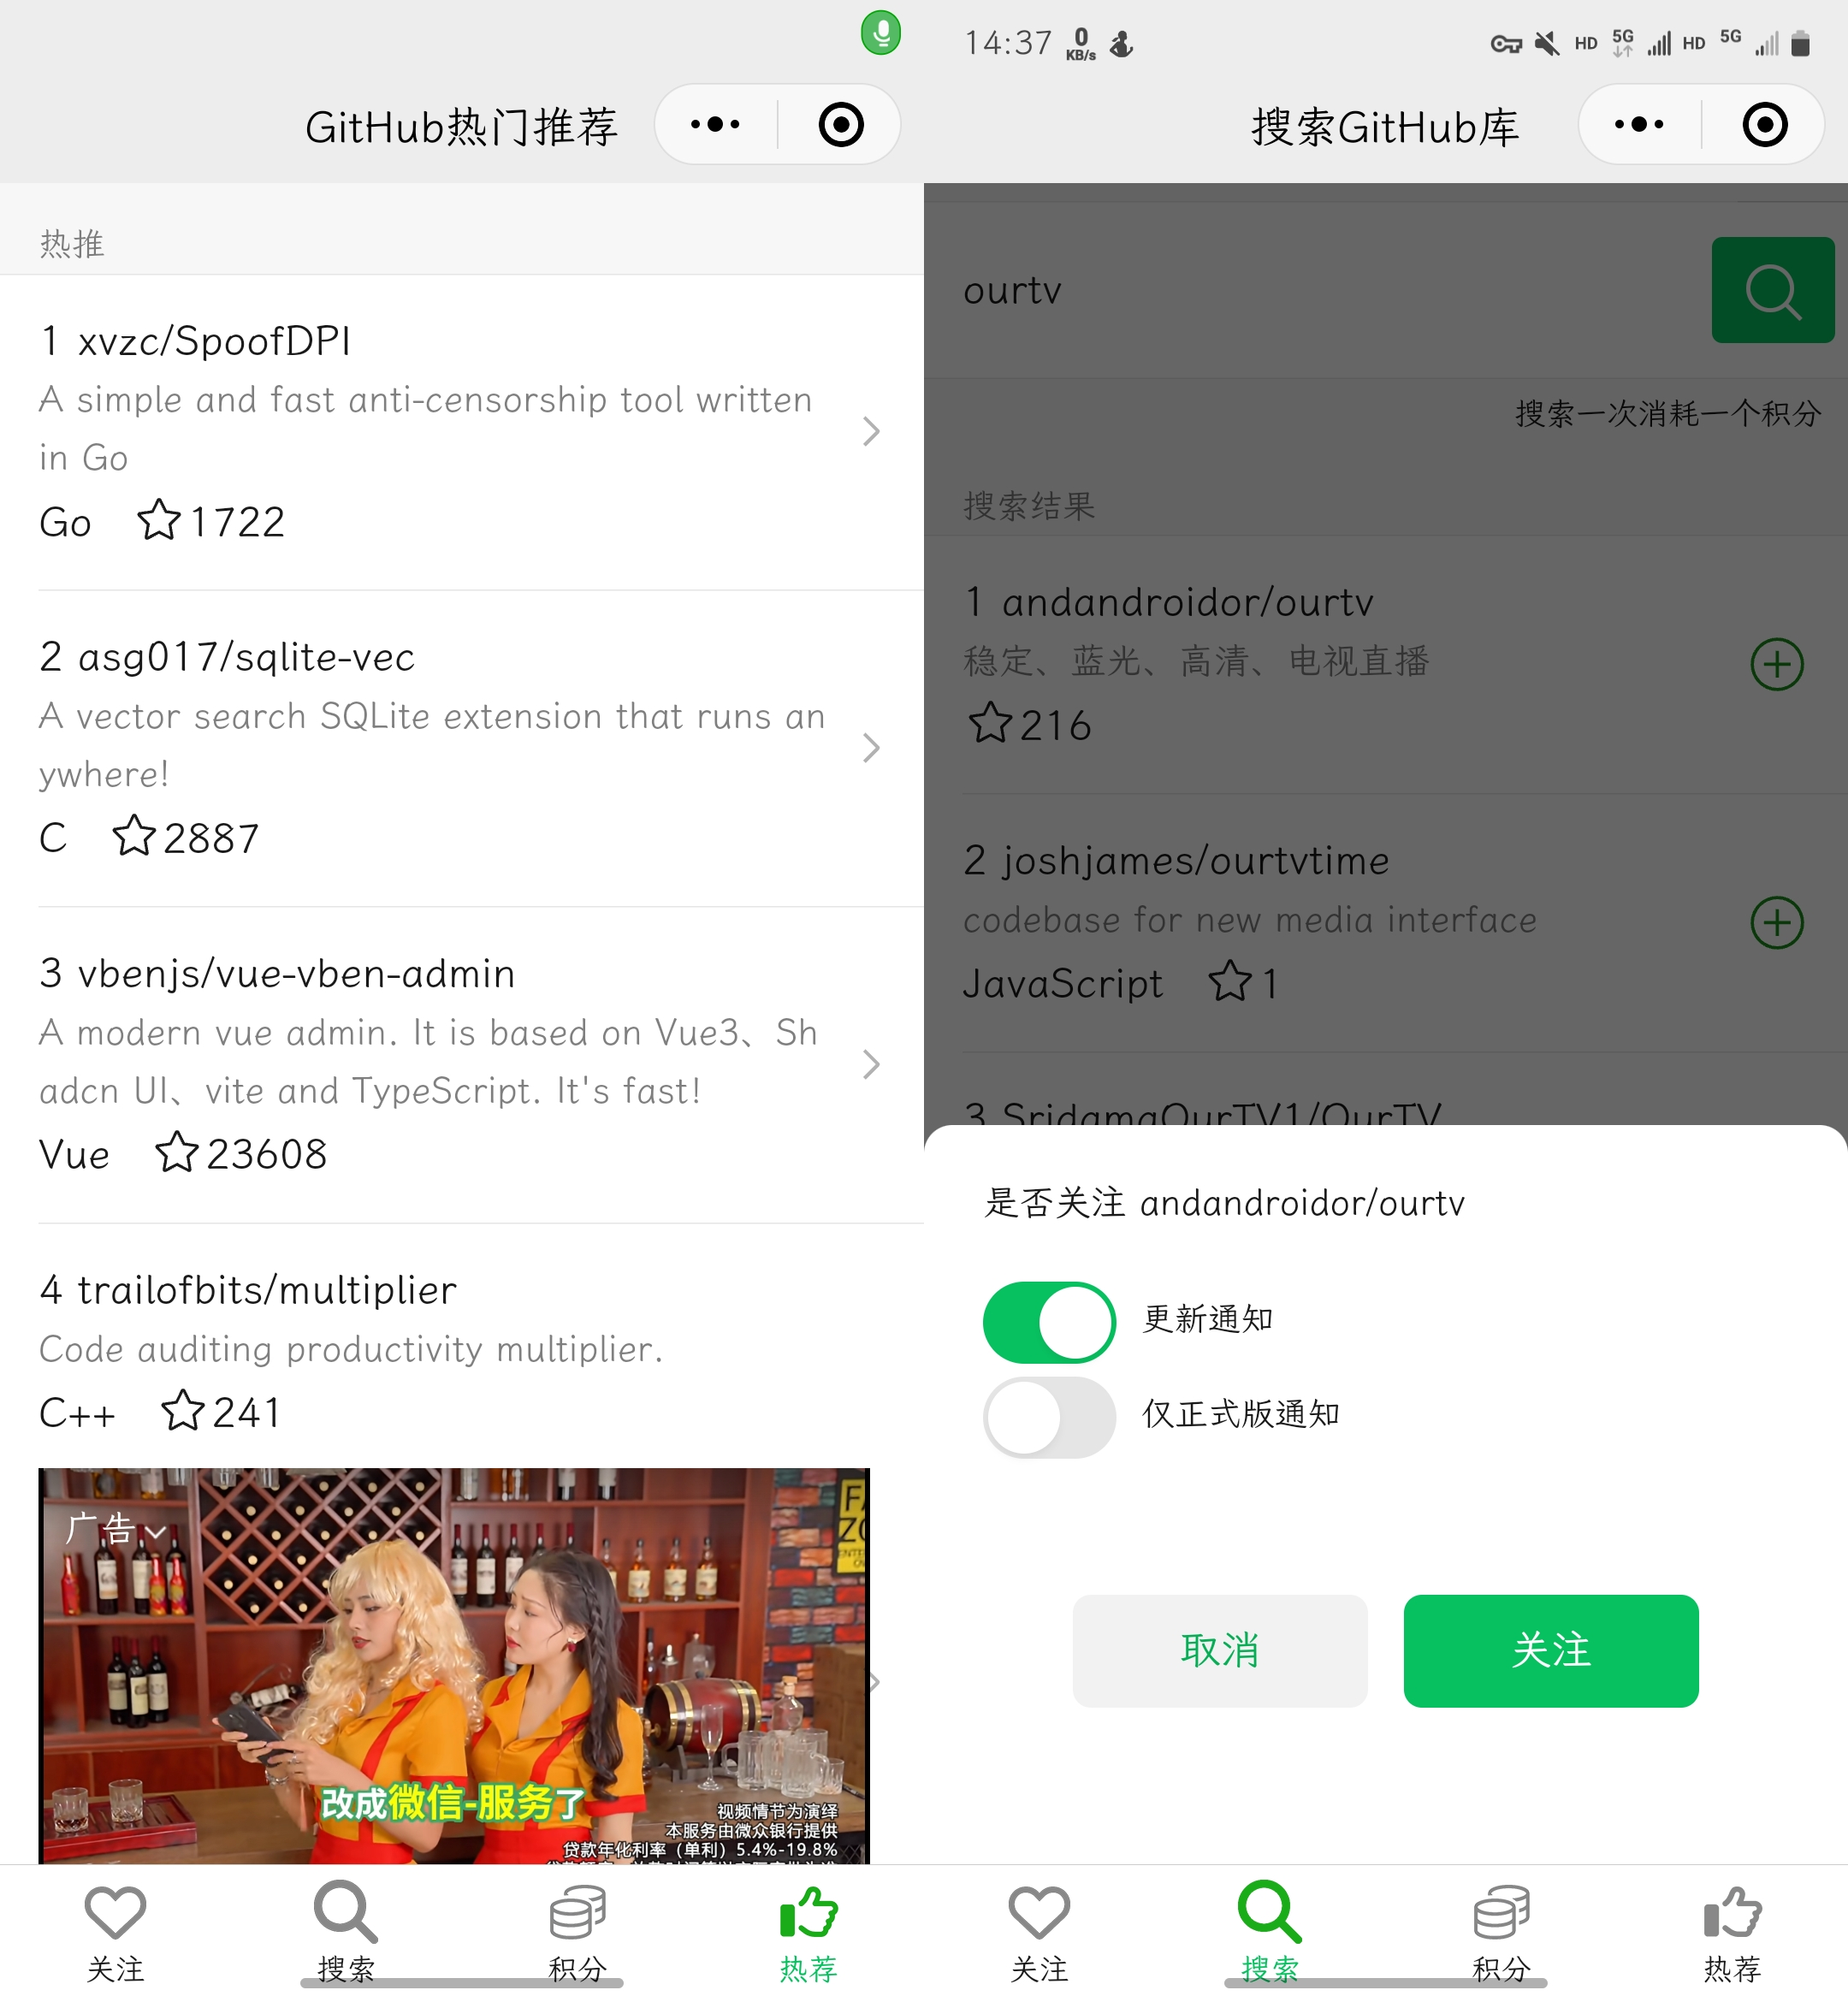 GitHub热门推荐
热推
1 xvzc/SpoofDPI
A simple and fast anti-censorship tool written
in Go
Go ☆1722
2 asg017/sqlite-vec
A vector search SQLite extension that runs an
ywhere!
C ☆2887
3 vbenjs/vue-vben-admin
A modern vue admin. It is based on Vue3、Sh
adcn UI、vite and TypeScript. It's fast!
Vue ☆23608
4 trailofbits/multiplier
Code auditing productivity multiplier.
C++ ☆241
广告
改成微信-服务了
视频情节为演绎
本服务由微众银行提供
贷款年化利率（单利）5.4%-19.8%
关注 搜索 积分 热荐
14:37 0 KB/s HD 5G HD 5G
搜索GitHub库
ourtv
搜索一次消耗一个积分
搜索结果
1 andandroidor/ourtv
稳定、蓝光、高清、电视直播
☆216
2 joshjames/ourtvtime
codebase for new media interface
JavaScript ☆1
3 SridamaOurTV1/OurTV
是否关注 andandroidor/ourtv
更新通知
仅正式版通知
取消 关注
关注 搜索 积分 热荐